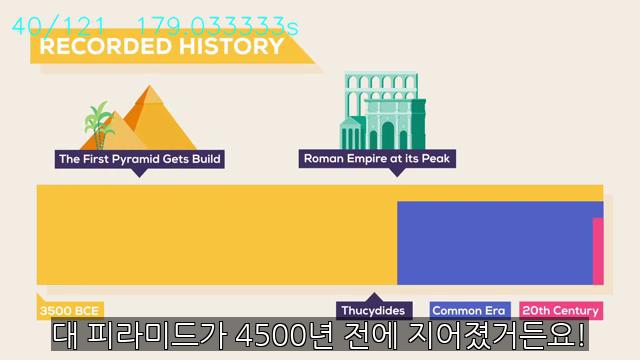 40/121 179.033333s
RECORDED HISTORY
The First Pyramid Gets Build
Roman Empire at its Peak
3500 BCE
Thucydides
Common Era
20th Century
대 피라미드가 4500년 전에 지어졌거든요!